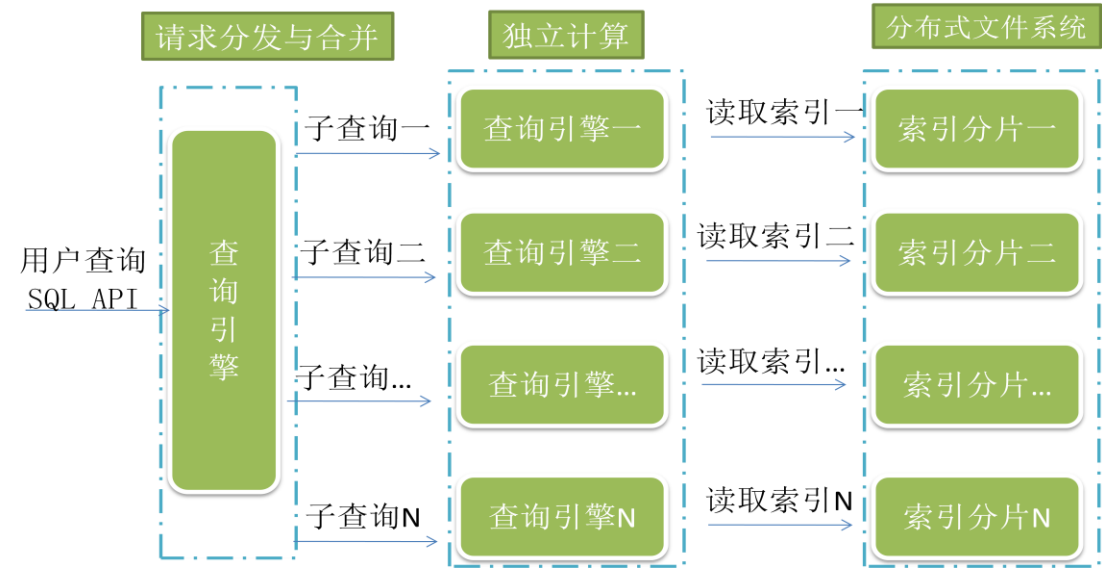 请求分发与合并
独立计算
分布式文件系统
用户查询
SQL API
查询引擎
子查询一
查询引擎一
读取索引一
索引分片一
子查询二
查询引擎二
读取索引二
索引分片二
子查询...
查询引擎...
读取索引...
索引分片...
子查询N
查询引擎N
读取索引N
索引分片N